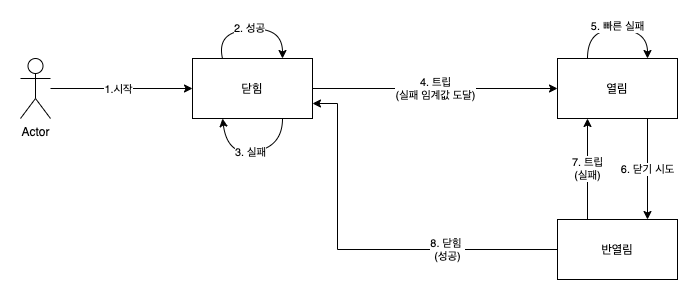 2. 성공
5. 빠른 실패
1.시작
닫힘
4. 트립
(실패 임계값 도달)
열림
Actor
3. 실패
7. 트립
(실패)
6. 닫기 시도
8. 닫힘
(성공)
반열림